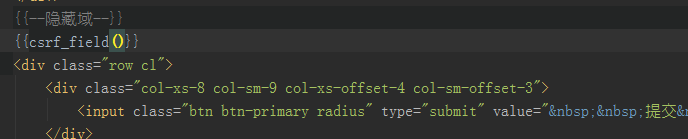 {{--隐藏域--}}
{{csrf_field()}}
<div class="row cl">
<div class="col-xs-8 col-sm-9 col-xs-offset-4 col-sm-offset-3">
<input class="btn btn-primary radius" type="submit" value="&nbsp;&nbsp;提交&n
</div>